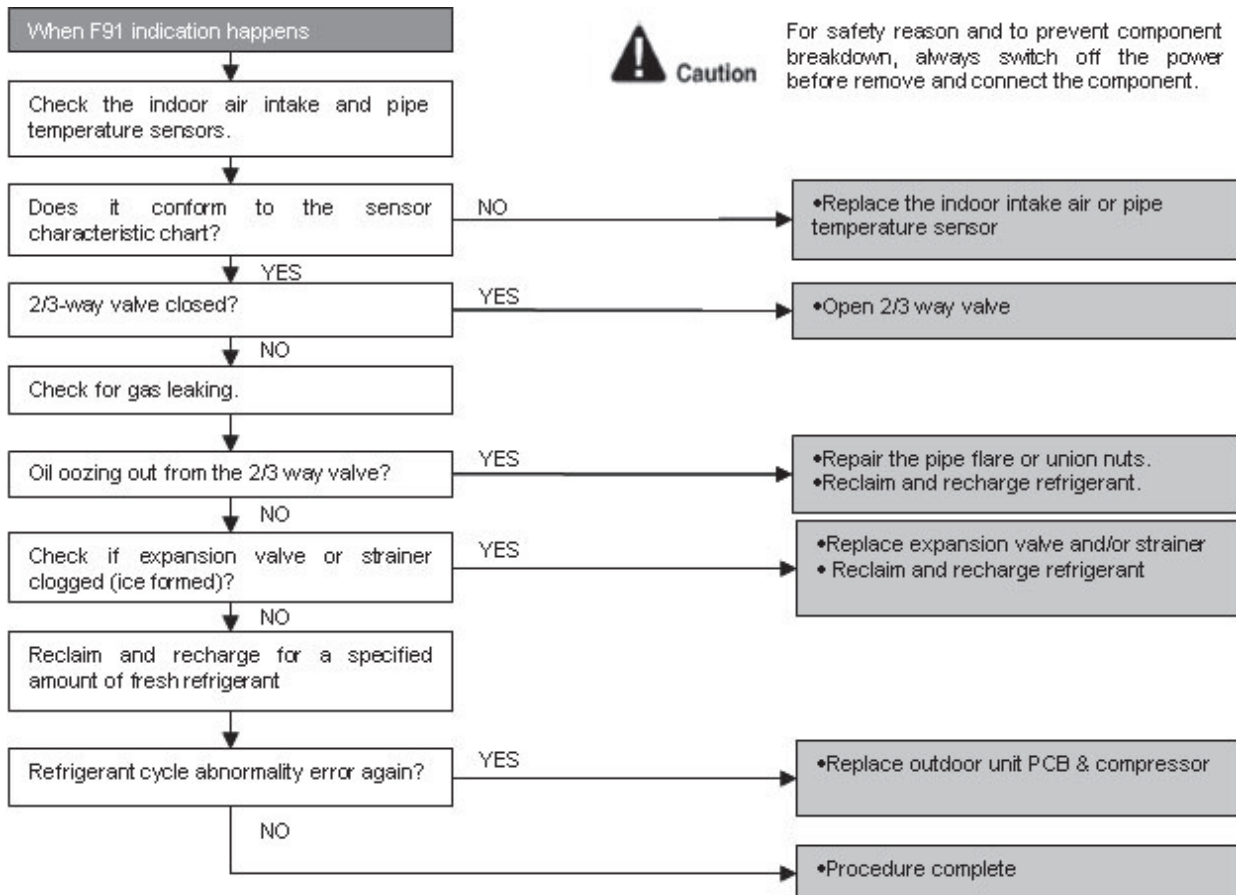 When F91 indication happens
Caution
For safety reason and to prevent component
breakdown, always switch off the power
before remove and connect the component.
Check the indoor air intake and pipe
temperature sensors.
Does it conform to the sensor
characteristic chart?
NO
•Replace the indoor intake air or pipe
temperature sensor
YES
2/3-way valve closed?
YES
•Open 2/3 way valve
NO
Check for gas leaking.
Oil oozing out from the 2/3 way valve?
YES
•Repair the pipe flare or union nuts.
•Reclaim and recharge refrigerant.
NO
Check if expansion valve or strainer
clogged (ice formed)?
YES
•Replace expansion valve and/or strainer
• Reclaim and recharge refrigerant
NO
Reclaim and recharge for a specified
amount of fresh refrigerant
Refrigerant cycle abnormality error again?
YES
•Replace outdoor unit PCB & compressor
NO
•Procedure complete